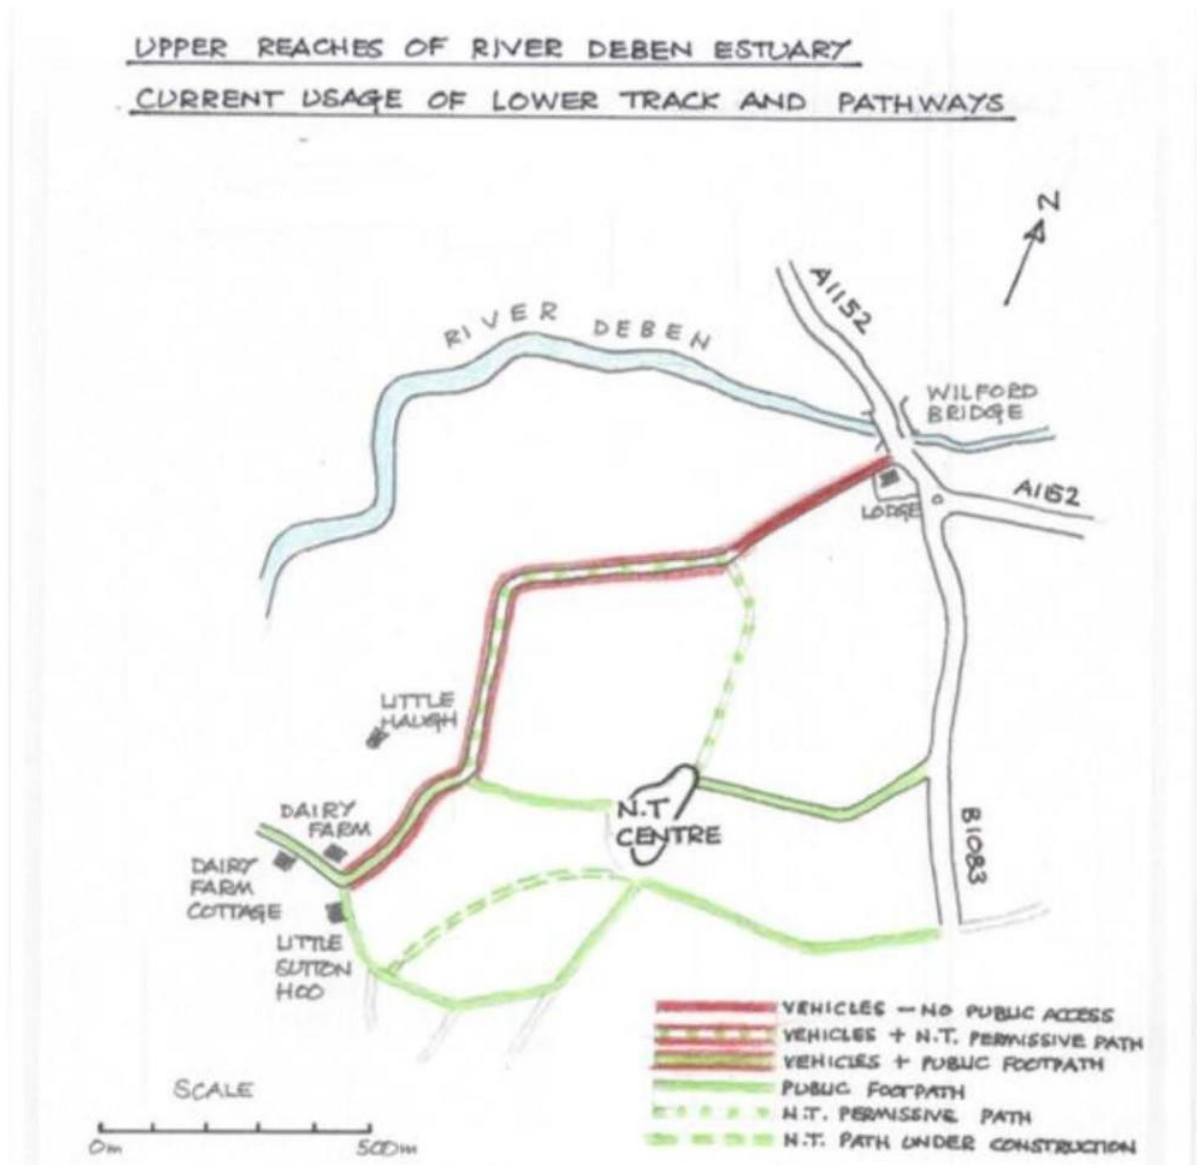 UPPER REACHES OF RIVER DEBEN ESTUARY
CURRENT USAGE OF LOWER TRACK AND PATHWAYS
N
A1152
RIVER DEBEN
WILFORD
BRIDGE
A1152
LODGE
LITTLE
HAUGH
DAIRY
FARM
N.T
CENTRE
B1083
DAIRY
FARM
COTTAGE
LITTLE
SUTTON
HOO
VEHICLES - NO PUBLIC ACCESS
VEHICLES + N.T. PERMISSIVE PATH
VEHICLES + PUBLIC FOOTPATH
PUBLIC FOOTPATH
N.T. PERMISSIVE PATH
N.T. PATH UNDER CONSTRUCTION
SCALE
0m 500m